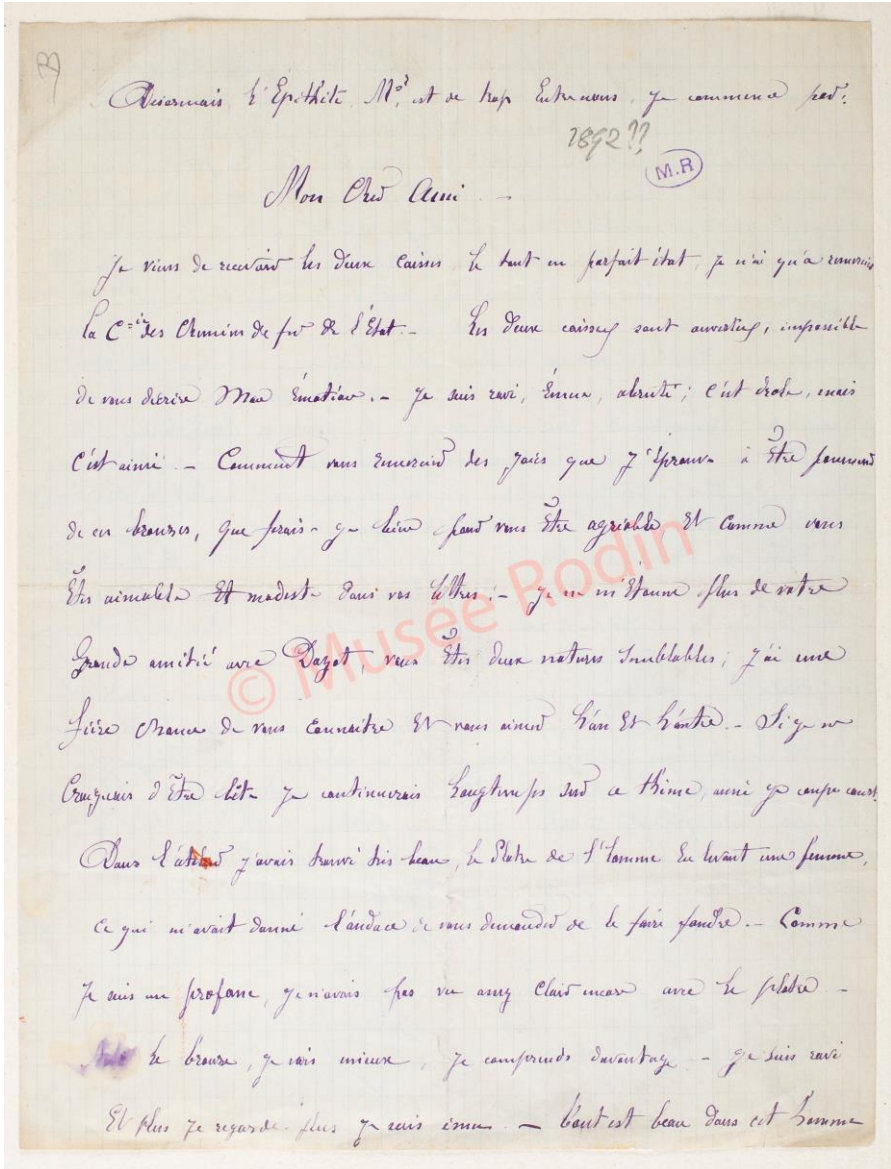 Désormais l'Épithète Mr, est de trop Entre nous, je commence par:
1892??
M.R
Mon Cher Ami —
Je viens de recevoir les deux caisses le tout en parfait état, je n'ai qu'à remercier
la Cie des Chemins de fer de l'État. — Les deux caisses sont ouvertes, impossible
de vous décrire Mon Émotion. — Je suis ravi, Ému, abruti; c'est drole, mais
C'est ainsi — Comment vous remercier des joies que j'éprouve à Être possesseur
de ces bronzes, que ferais-je bien pour vous Être agréable Et Comme vous
Êtes aimable Et modeste dans vos lettres. — Je ne m'étonne plus de votre
Grande amitié avec Dayot, vous Êtes deux natures semblables; j'ai une
fière chance de vous Connaitre Et vous aimer l'un Et l'autre. — Si je ne
Craignais d'Être bête je continuerais longtemps sur ce thème, aussi je coupe court.
Dans l'atelier j'avais trouvé très beau, le Platre de l'homme Enlevant une femme,
ce qui m'avait donné l'audace de vous demander de le faire fondre. — Comme
Je suis un profane, je n'avais pas vu assez clair encore avec le platre —
le bronze, je vois mieux, je comprends davantage — je suis ravi
Et plus je regarde plus je suis ému — tout est beau dans cet homme
© Musée Rodin